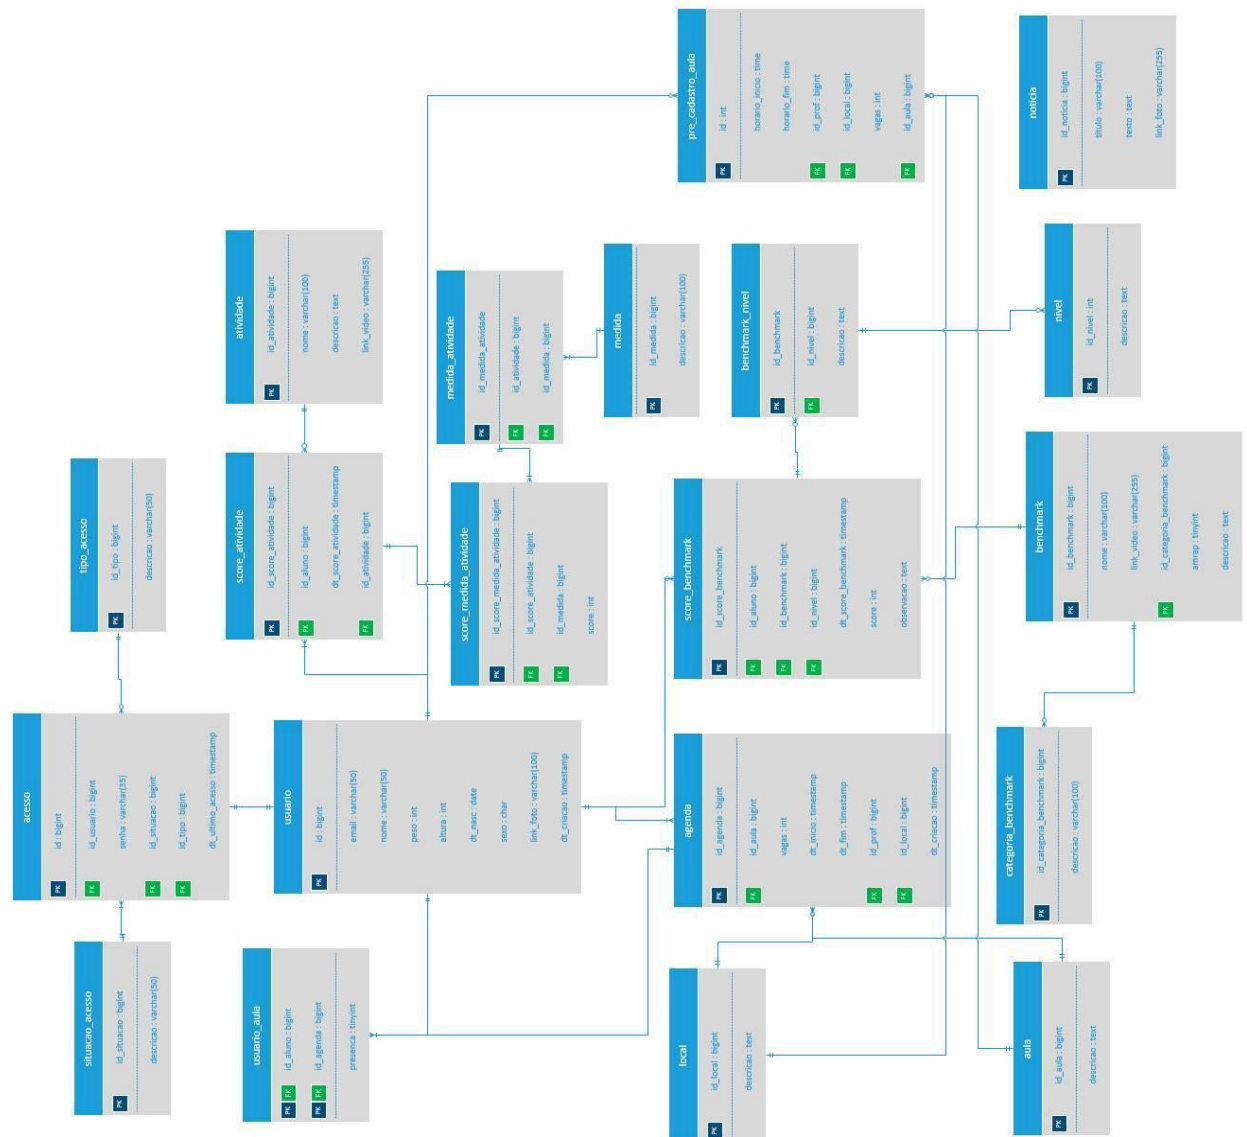 situacao_acesso
PK id_situacao : bigint
descricao : varchar(50)
acesso
PK id : bigint
FK id_usuario : bigint
senha : varchar(35)
FK id_situacao : bigint
FK id_tipo : bigint
dt_ultimo_acesso : timestamp
tipo_acesso
PK id_tipo : bigint
descricao : varchar(50)
usuario_aula
PK FK id_aluno : bigint
PK FK id_agenda : bigint
presenca : tinyint
usuario
PK id : bigint
email : varchar(50)
nome : varchar(50)
peso : int
altura : int
dt_nasc : date
sexo : char
link_foto : varchar(100)
dt_criacao : timestamp
score_atividade
PK id_score_atividade : bigint
FK id_aluno : bigint
dt_score_atividade : timestamp
FK id_atividade : bigint
atividade
PK id_atividade : bigint
nome : varchar(100)
descricao : text
link_video : varchar(255)
score_medida_atividade
PK id_score_medida_atividade : bigint
FK id_score_atividade : bigint
FK id_medida : bigint
score : int
medida_atividade
PK id_medida_atividade
FK id_atividade : bigint
FK id_medida : bigint
medida
PK id_medida : bigint
descricao : varchar(100)
local
PK id_local : bigint
descricao : text
agenda
PK id_agenda : bigint
FK id_aula : bigint
vagas : int
dt_inicio : timestamp
dt_fim : timestamp
FK id_prof : bigint
FK id_local : bigint
dt_criacao : timestamp
score_benchmark
PK id_score_benchmark
FK id_aluno : bigint
FK id_benchmark : bigint
FK id_nivel : bigint
dt_score_benchmark : timestamp
score : int
observacao : text
benchmark_nivel
PK id_benchmark
FK id_nivel : bigint
descricao : text
pre_cadastro_aula
PK id : int
horario_inicio : time
horario_fim : time
FK id_prof : bigint
FK id_local : bigint
vagas : int
FK id_aula : bigint
aula
PK id_aula : bigint
descricao : text
categoria_benchmark
PK id_categoria_benchmark : bigint
descricao : varchar(100)
benchmark
PK id_benchmark : bigint
nome : varchar(100)
link_video : varchar(255)
FK id_categoria_benchmark : bigint
amrap : tinyint
descricao : text
nivel
PK id_nivel : int
descricao : text
noticia
PK id_noticia : bigint
titulo : varchar(100)
texto : text
link_foto : varchar(255)